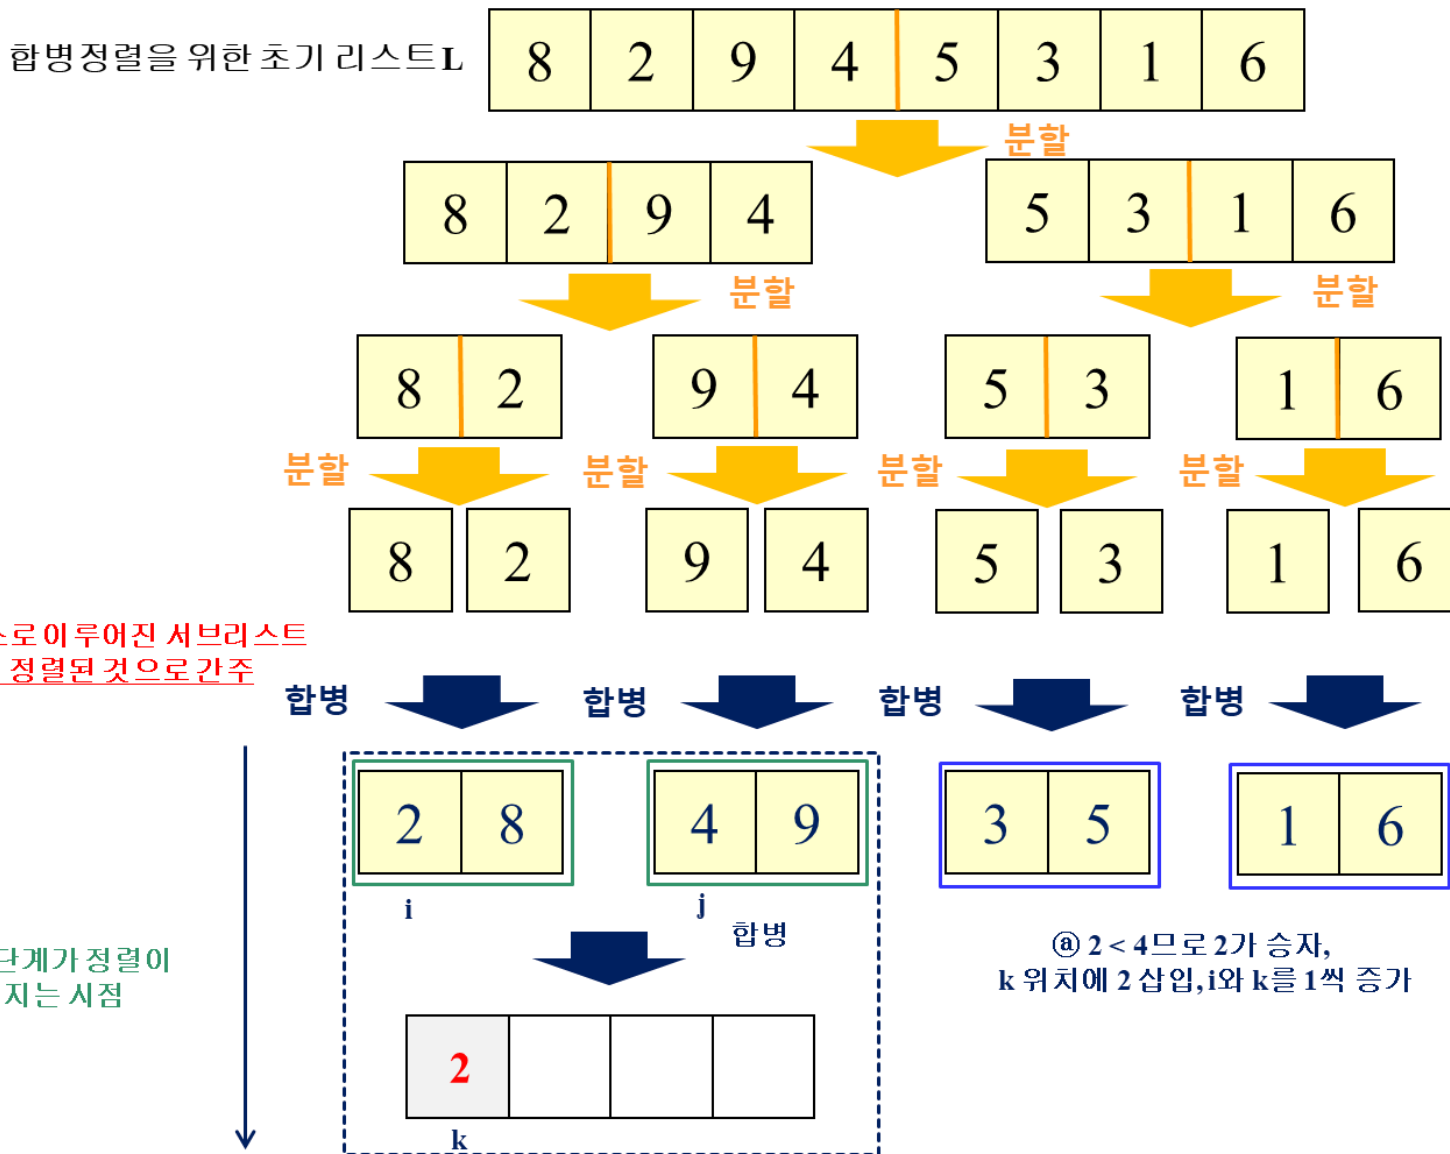 합병정렬을 위한 초기 리스트 L
8 2 9 4 5 3 1 6
분할
8 2 9 4
5 3 1 6
분할
분할
8 2
9 4
5 3
1 6
분할
분할
분할
분할
8 2
9 4
5 3
1 6
로 이루어진 서브리스트
정렬된 것으로 간주
합병
합병
합병
합병
2 8
4 9
3 5
1 6
i
j
합병
단계가 정렬이
지는 시점
ⓐ 2 < 4므로 2가 승자,
k 위치에 2 삽입, i와 k를 1씩 증가
2
k